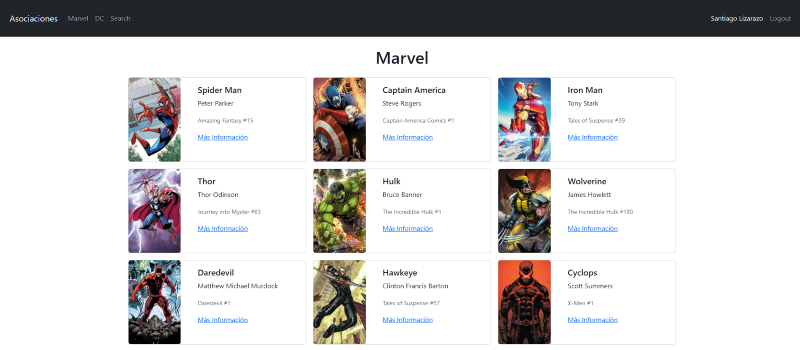 Asociaciones Marvel DC Search Santiago Lizarazo Logout
Marvel
Spider Man
Peter Parker
Amazing Fantasy #15
Más Información
Captain America
Steve Rogers
Captain America Comics #1
Más Información
Iron Man
Tony Stark
Tales of Suspense #39
Más Información
Thor
Thor Odinson
Journey into Myster #83
Más Información
Hulk
Bruce Banner
The Incredible Hulk #1
Más Información
Wolverine
James Howlett
The Incredible Hulk #180
Más Información
Daredevil
Matthew Michael Murdock
Daredevil #1
Más Información
Hawkeye
Clinton Francis Barton
Tales of Suspense #57
Más Información
Cyclops
Scott Summers
X-Men #1
Más Información